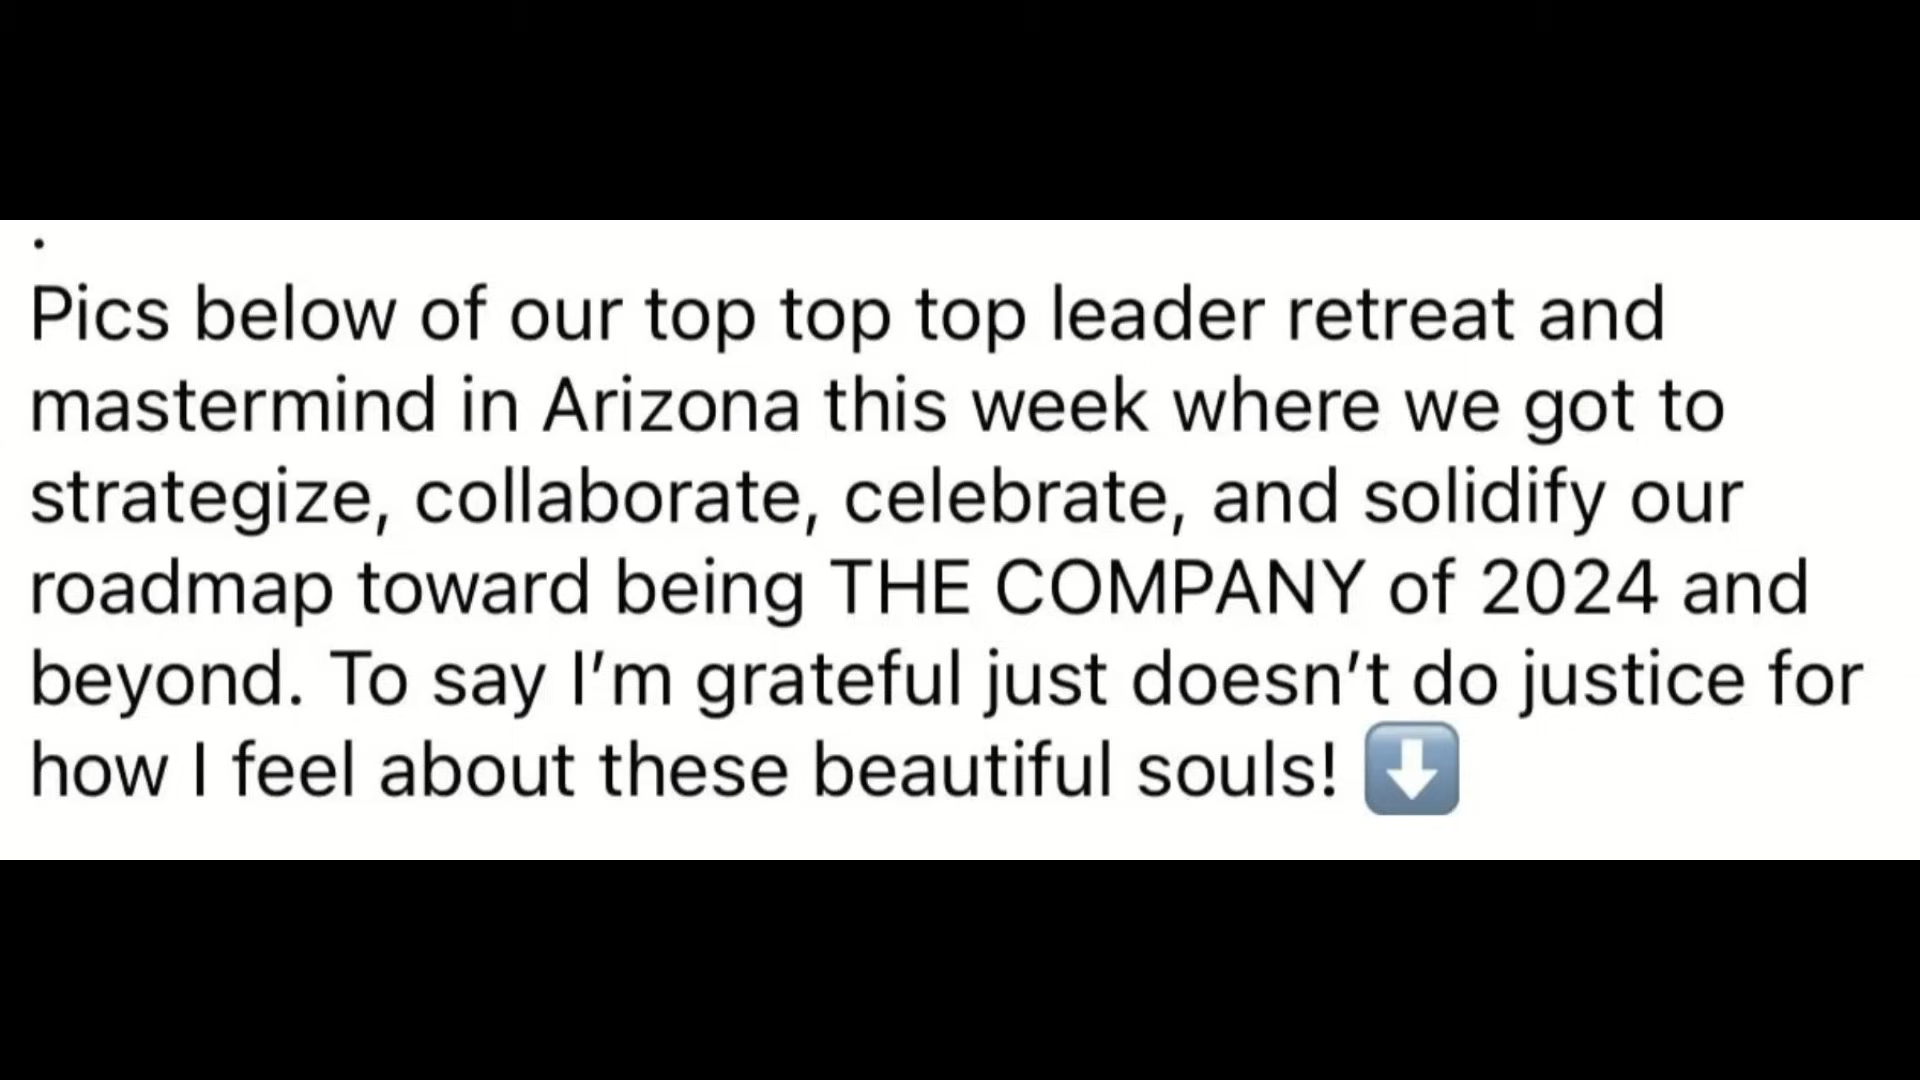 .
Pics below of our top top top leader retreat and
mastermind in Arizona this week where we got to
strategize, collaborate, celebrate, and solidify our
roadmap toward being THE COMPANY of 2024 and
beyond. To say I’m grateful just doesn’t do justice for
how I feel about these beautiful souls! ⬇️